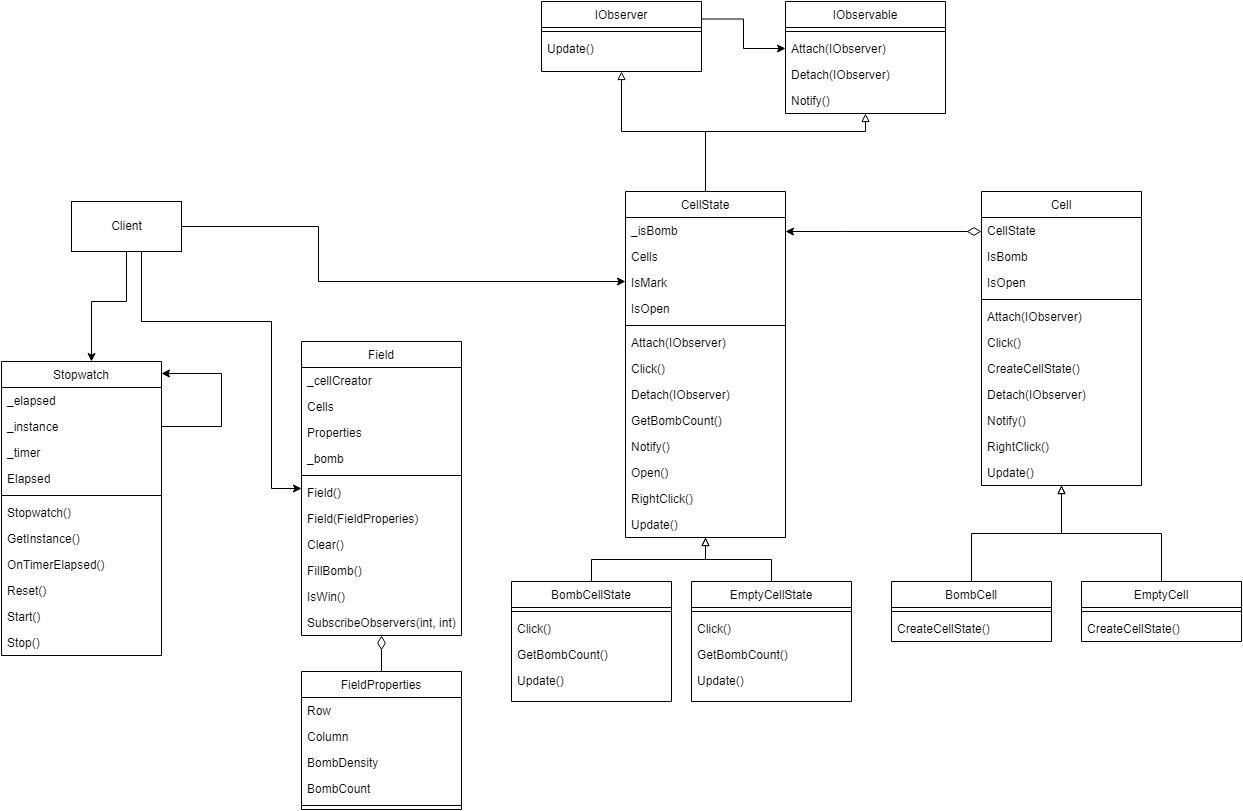 IObserver
Update()
IObservable
Attach(IObserver)
Detach(IObserver)
Notify()
Client
CellState
_isBomb
Cells
IsMark
IsOpen
Attach(IObserver)
Click()
Detach(IObserver)
GetBombCount()
Notify()
Open()
RightClick()
Update()
Cell
CellState
IsBomb
IsOpen
Attach(IObserver)
Click()
CreateCellState()
Detach(IObserver)
Notify()
RightClick()
Update()
Stopwatch
_elapsed
_instance
_timer
Elapsed
Stopwatch()
GetInstance()
OnTimerElapsed()
Reset()
Start()
Stop()
Field
_cellCreator
Cells
Properties
_bomb
Field()
Field(FieldProperies)
Clear()
FillBomb()
IsWin()
SubscribeObservers(int, int)
BombCellState
Click()
GetBombCount()
Update()
EmptyCellState
Click()
GetBombCount()
Update()
BombCell
CreateCellState()
EmptyCell
CreateCellState()
FieldProperties
Row
Column
BombDensity
BombCount